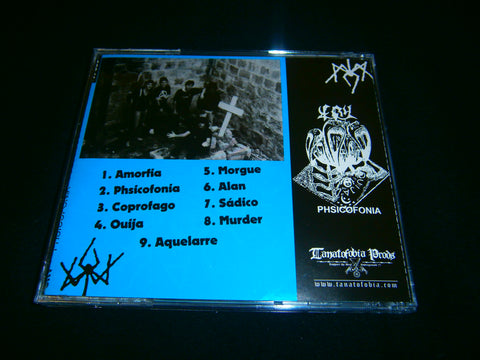 1. Amorfia
2. Phsicofonia
3. Coprofago
4. Ouija
5. Morgue
6. Alan
7. Sádico
8. Murder
9. Aquelarre
PHSICOFONIA
Tanatofobia Prods
www.tanatofobia.com